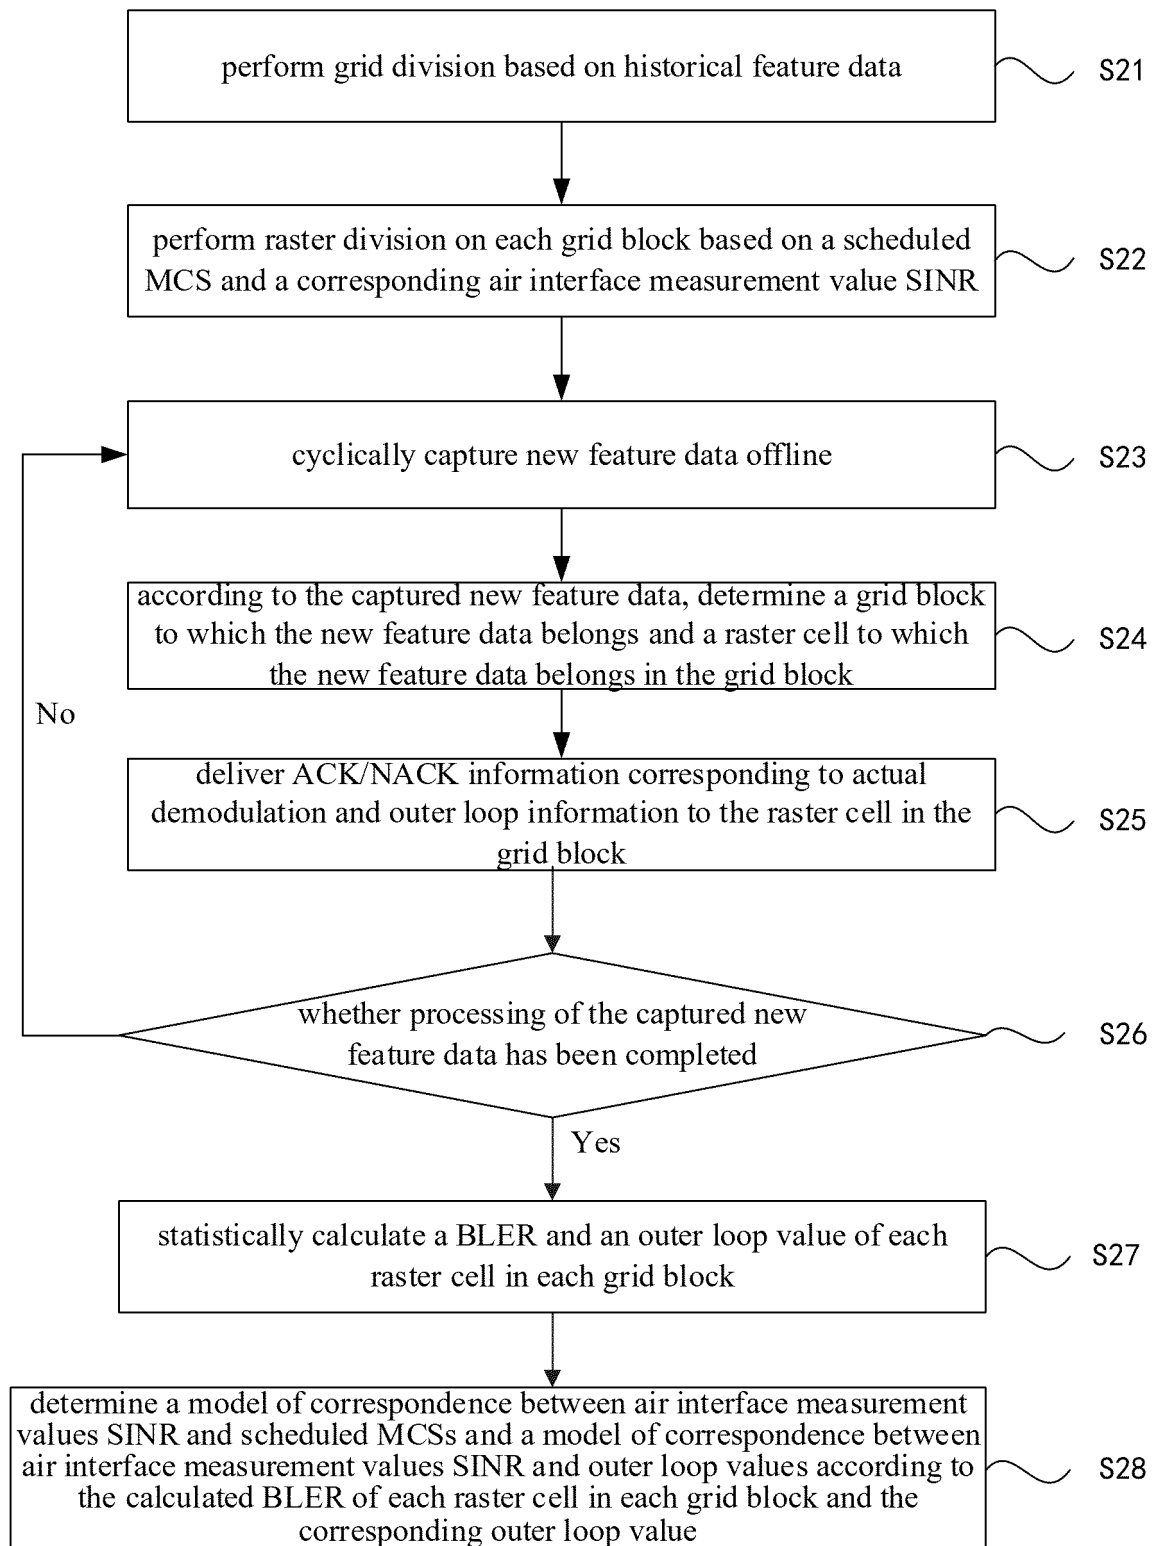 perform grid division based on historical feature data
S21
perform raster division on each grid block based on a scheduled
MCS and a corresponding air interface measurement value SINR
S22
cyclically capture new feature data offline
S23
according to the captured new feature data, determine a grid block
to which the new feature data belongs and a raster cell to which
the new feature data belongs in the grid block
S24
No
deliver ACK/NACK information corresponding to actual
demodulation and outer loop information to the raster cell in the
grid block
S25
whether processing of the captured new
feature data has been completed
S26
Yes
statistically calculate a BLER and an outer loop value of each
raster cell in each grid block
S27
determine a model of correspondence between air interface measurement
values SINR and scheduled MCSs and a model of correspondence between
air interface measurement values SINR and outer loop values according to
the calculated BLER of each raster cell in each grid block and the
corresponding outer loop value
S28